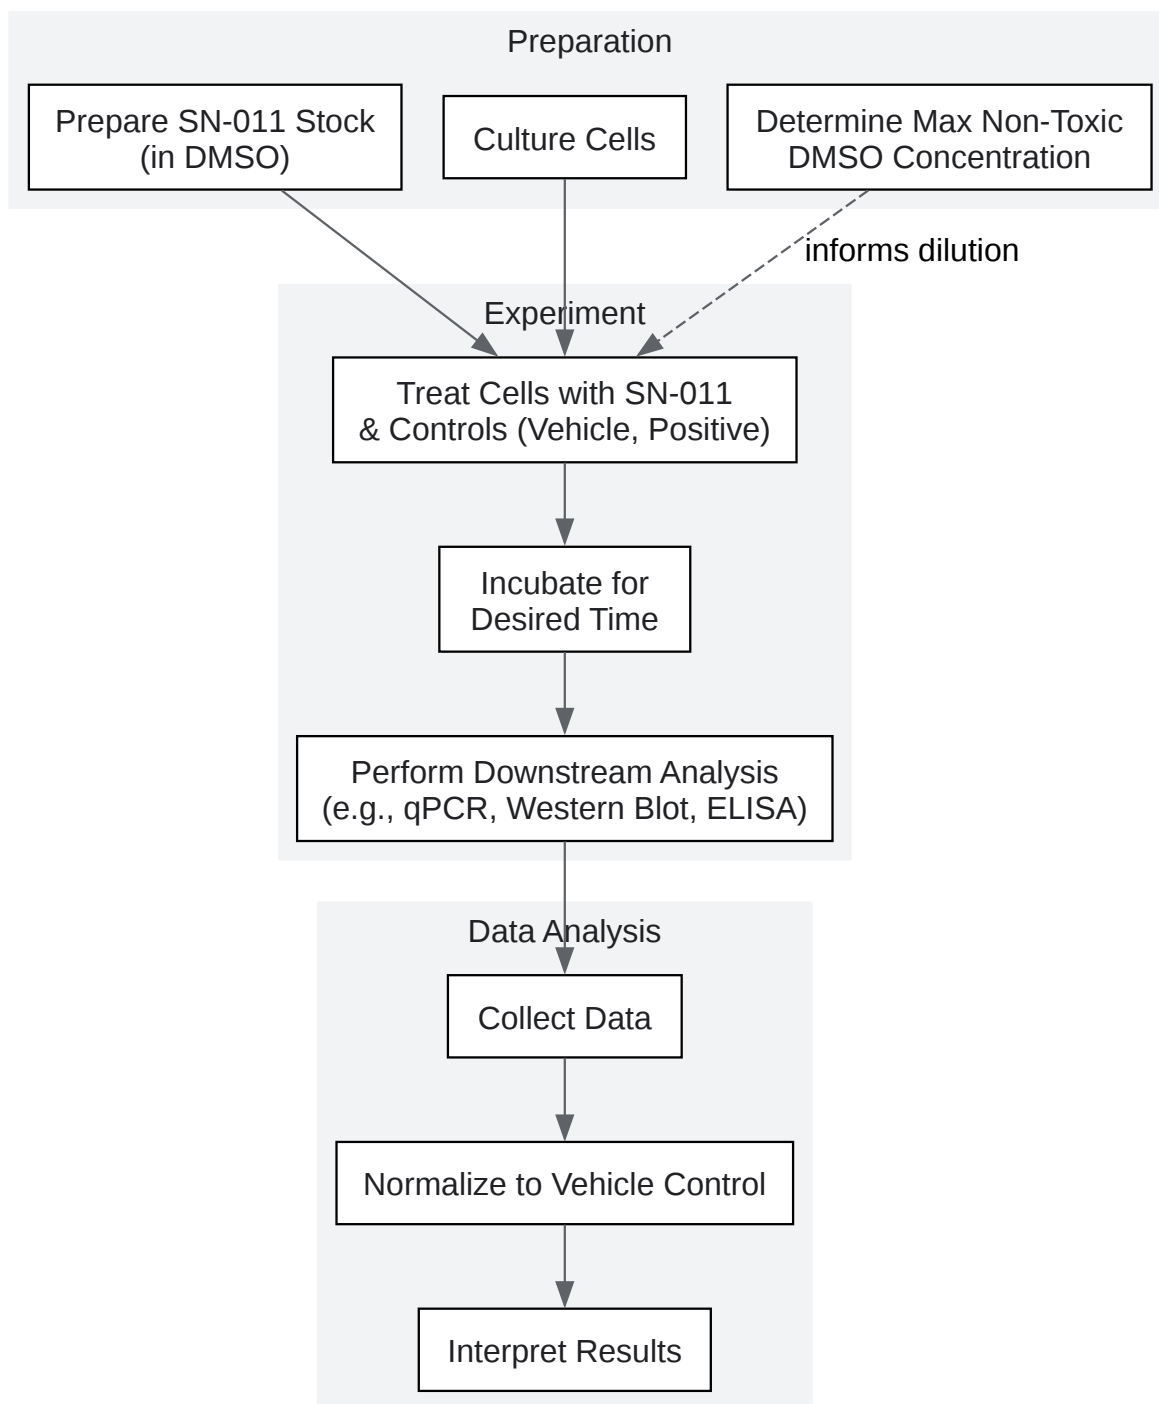 Preparation
Prepare SN-011 Stock
(in DMSO)
Culture Cells
Determine Max Non-Toxic
DMSO Concentration
informs dilution
Experiment
Treat Cells with SN-011
& Controls (Vehicle, Positive)
Incubate for
Desired Time
Perform Downstream Analysis
(e.g., qPCR, Western Blot, ELISA)
Data Analysis
Collect Data
Normalize to Vehicle Control
Interpret Results